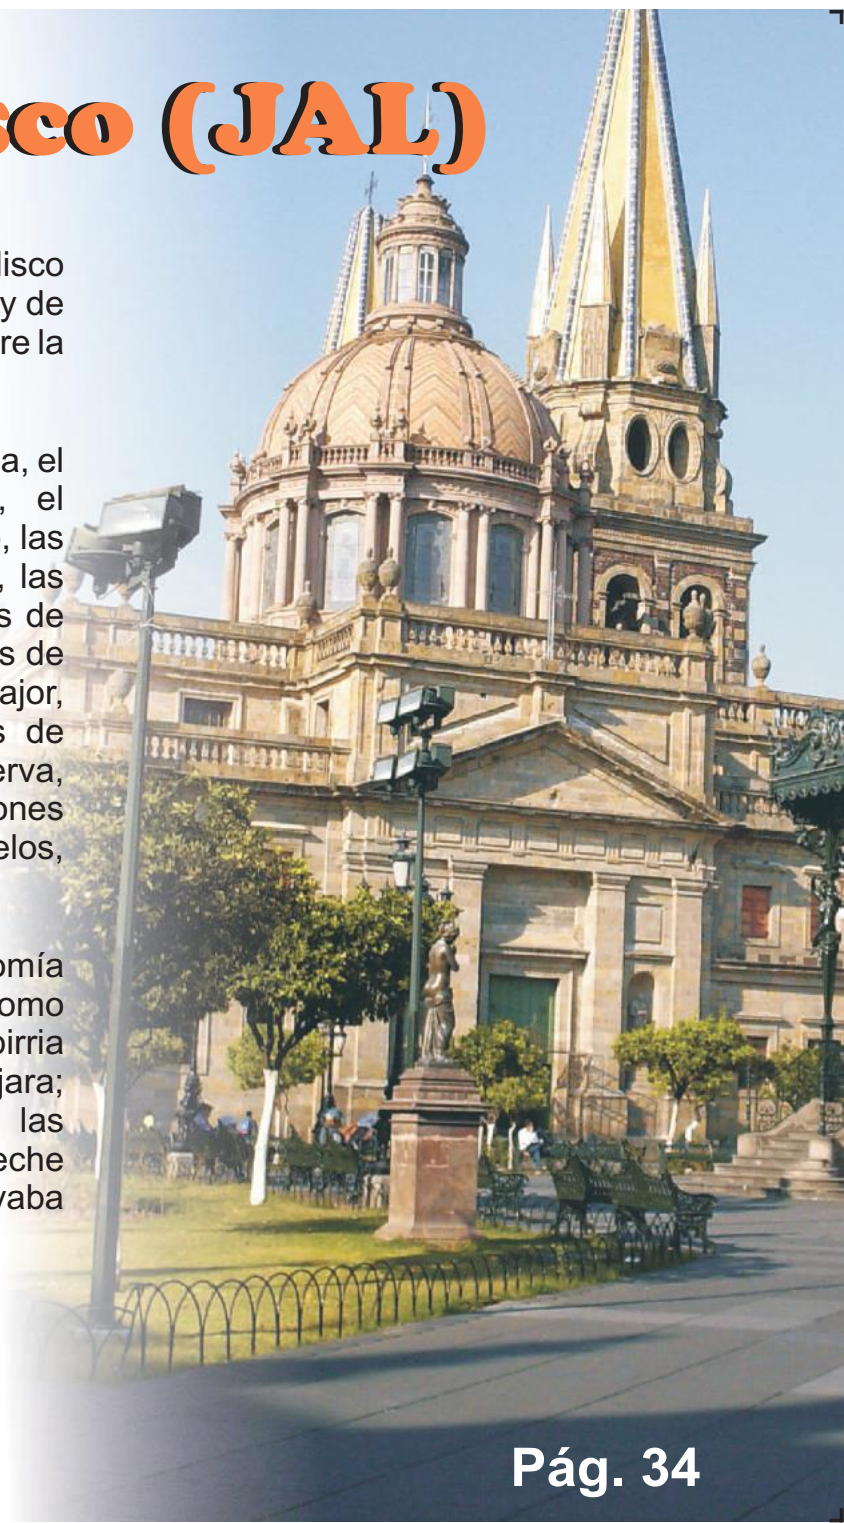 sco (JAL)
lisco
y de
re la
a, el
, el
, las
, las
s de
s de
ajor,
s de
erva,
ones
elos,
omía
omo
birria
jara;
las
eche
yaba
Pág. 34